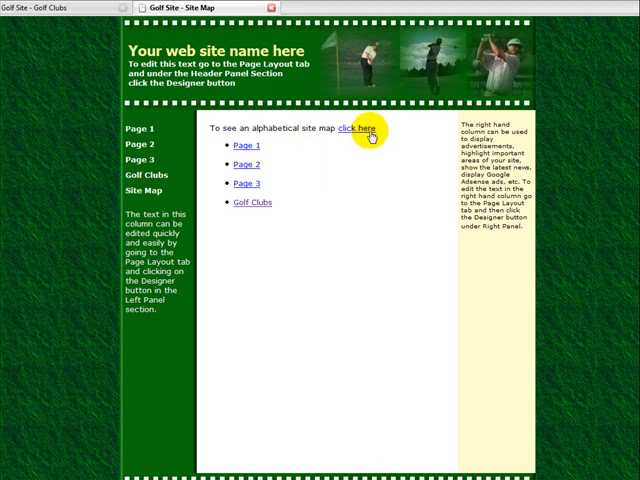 Golf Site - Golf Clubs
Golf Site - Site Map
Your web site name here
To edit this text go to the Page Layout tab
and under the Header Panel Section
click the Designer button
Page 1
Page 2
Page 3
Golf Clubs
Site Map
The text in this
column can be
edited quickly
and easily by
going to the
Page Layout tab
and clicking on
the Designer
button in the
Left Panel
section.
To see an alphabetical site map click here
Page 1
Page 2
Page 3
Golf Clubs
The right hand
column can be used
to display
advertisements,
highlight important
areas of your site,
show the latest news,
display Google
Adsense ads, etc. To
edit the text in the
right hand column go
to the Page Layout
tab and then click
the Designer button
under Right Panel.